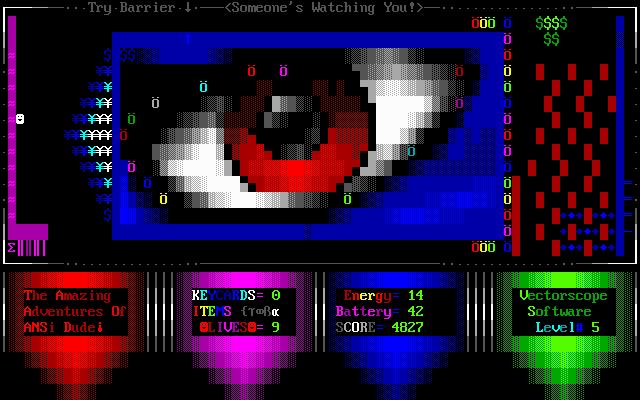 Try Barrier ↓ <Someone's Watching You!>
The Amazing
Adventures Of
ANSi Dude!
KEYCARDS= 0
ITEMS {τ∞Bα
@LIVES@= 9
Energy= 14
Battery= 42
SCORE= 4827
Vectorscope
Software
Level# 5